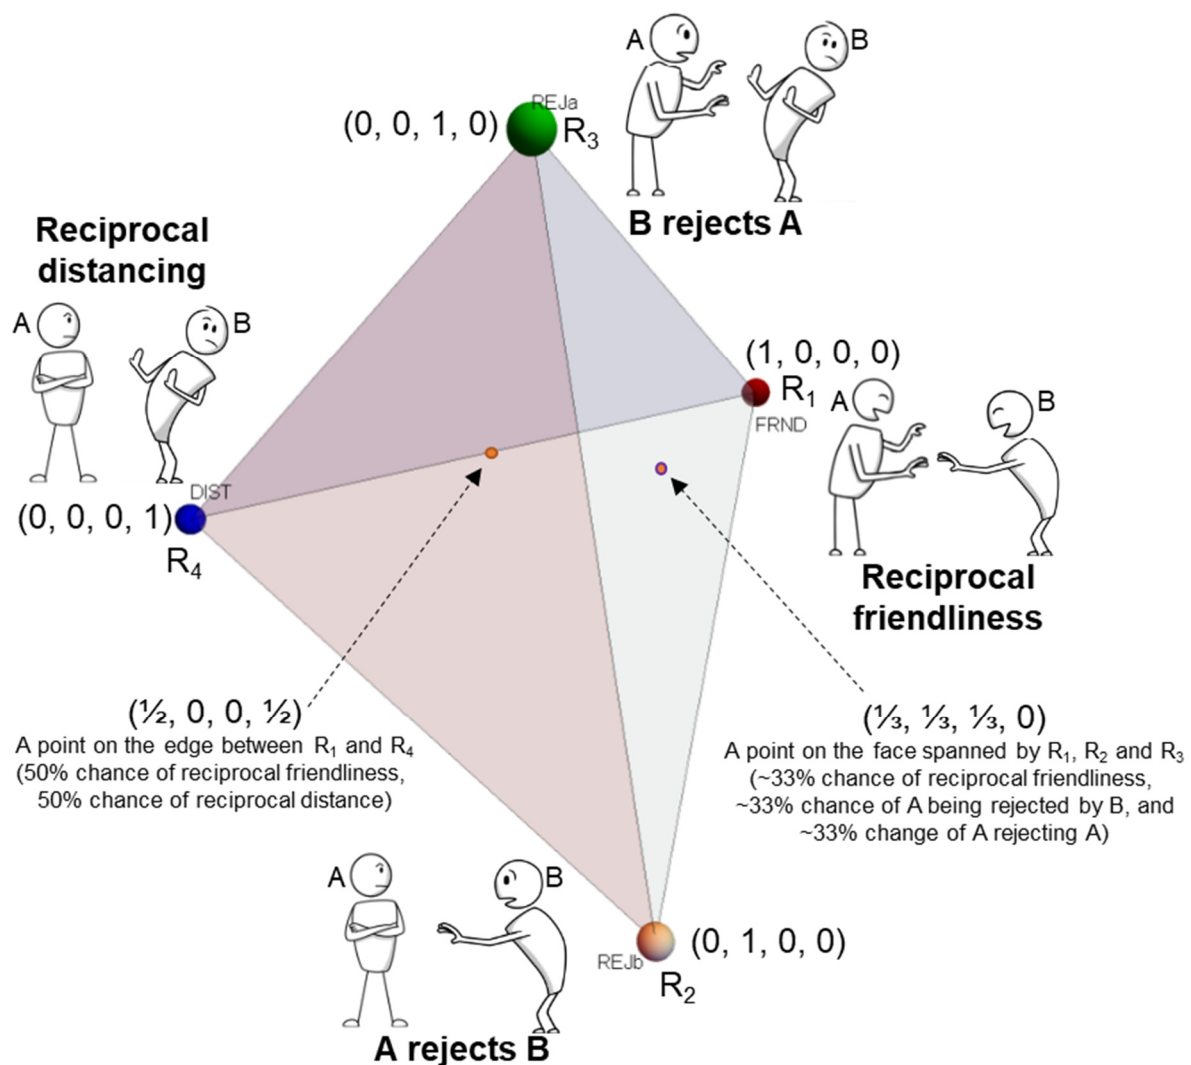 A
B
REJa
(0, 0, 1, 0)
R₃
B rejects A
Reciprocal
distancing
A
B
(1, 0, 0, 0)
R₁
A
B
FRND
DIST
(0, 0, 0, 1)
R₄
Reciprocal
friendliness
(½, 0, 0, ½)
A point on the edge between R₁ and R₄
(50% chance of reciprocal friendliness,
50% chance of reciprocal distance)
(⅓, ⅓, ⅓, 0)
A point on the face spanned by R₁, R₂ and R₃
(~33% chance of reciprocal friendliness,
~33% chance of A being rejected by B, and
~33% change of A rejecting A)
A
B
REJb
(0, 1, 0, 0)
R₂
A rejects B